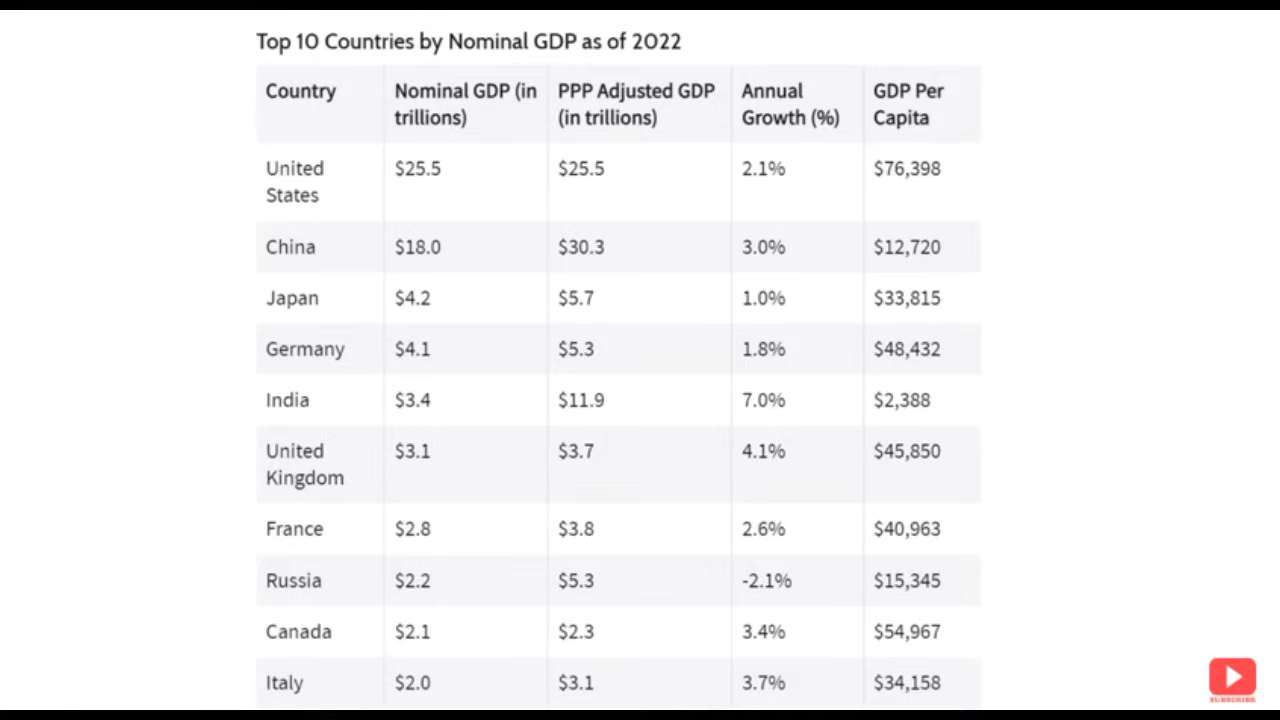 Top 10 Countries by Nominal GDP as of 2022
Country Nominal GDP (in trillions) PPP Adjusted GDP (in trillions) Annual Growth (%) GDP Per Capita
United States $25.5 $25.5 2.1% $76,398
China $18.0 $30.3 3.0% $12,720
Japan $4.2 $5.7 1.0% $33,815
Germany $4.1 $5.3 1.8% $48,432
India $3.4 $11.9 7.0% $2,388
United Kingdom $3.1 $3.7 4.1% $45,850
France $2.8 $3.8 2.6% $40,963
Russia $2.2 $5.3 -2.1% $15,345
Canada $2.1 $2.3 3.4% $54,967
Italy $2.0 $3.1 3.7% $34,158
SUBSCRIBE